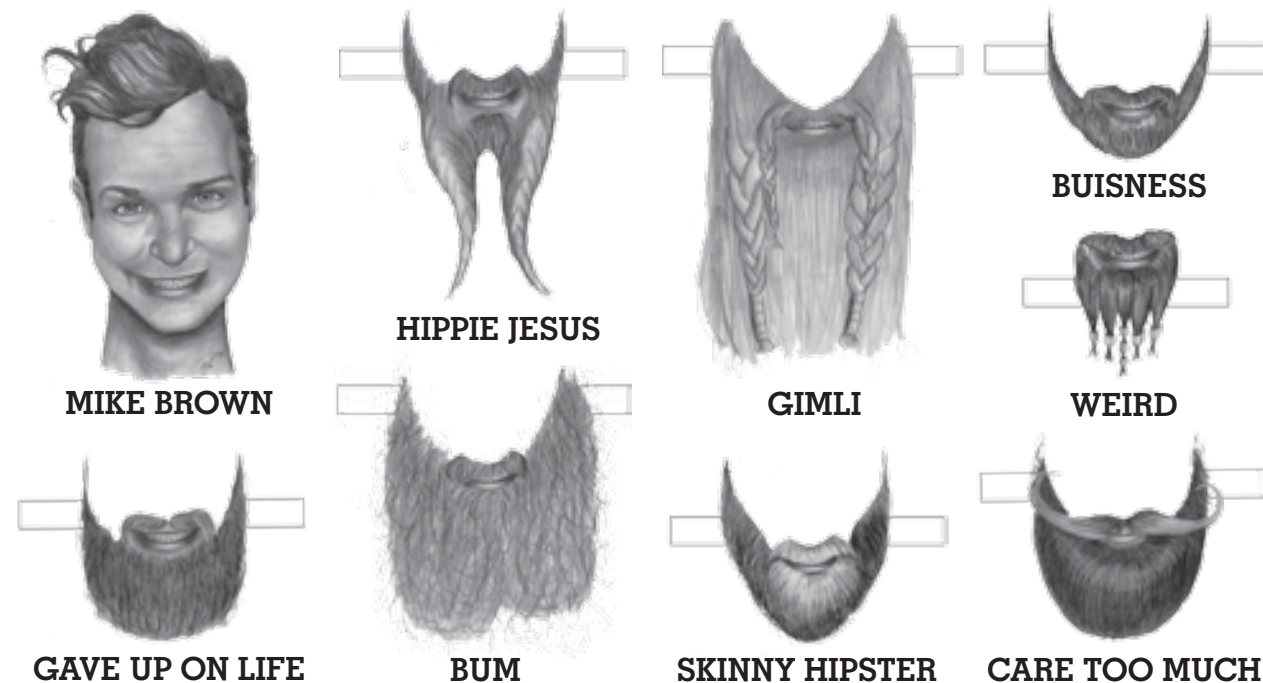 BUISNESS
HIPPIE JESUS
MIKE BROWN
GIMLI
WEIRD
GAVE UP ON LIFE
BUM
SKINNY HIPSTER
CARE TOO MUCH